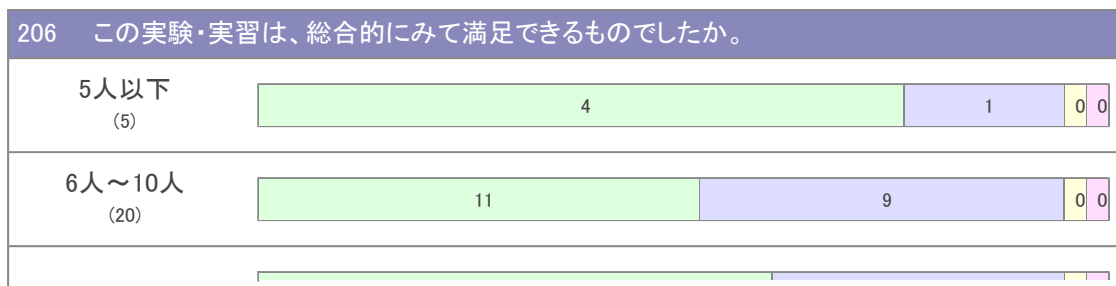 206 この実験・実習は、総合的にみて満足できるものでしたか。
5人以下
(5)
4 1 0 0
6人～10人
(20)
11 9 0 0